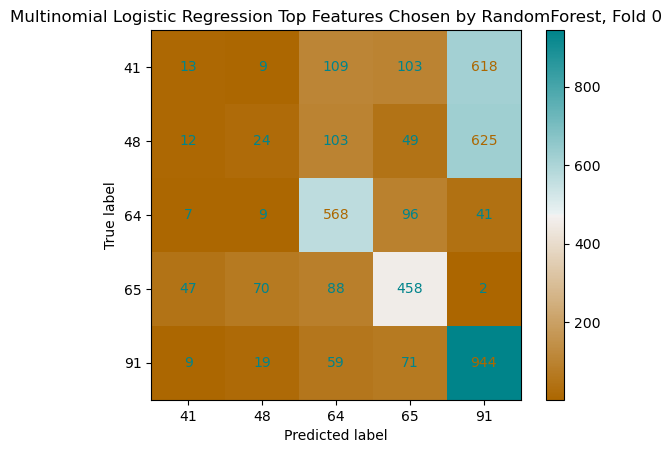 Multinomial Logistic Regression Top Features Chosen by RandomForest, Fold 0
41 13 9 109 103 618
48 12 24 103 49 625
64 7 9 568 96 41
65 47 70 88 458 2
91 9 19 59 71 944
41 48 64 65 91
Predicted label
True label
800
600
400
200